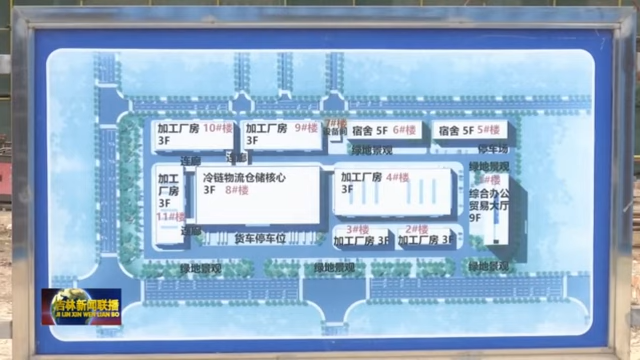 加工厂房 10#楼
3F
加工厂房 9#楼
3F
7#楼
设备间
宿舍 5F 6#楼
宿舍 5F 5#楼
绿地景观
停车场
连廊
连廊
绿地景观
加工
厂房
3F
11#楼
冷链物流仓储核心
3F 8#楼
加工厂房 4#楼
3F
综合办公
贸易大厅
9F
连廊
货车停车位
3#楼
加工厂房 3F
2#楼
加工厂房 3F
绿地景观
绿地景观
绿地景观
吉林新闻联播
JI LIN XIN WEN LIAN BO